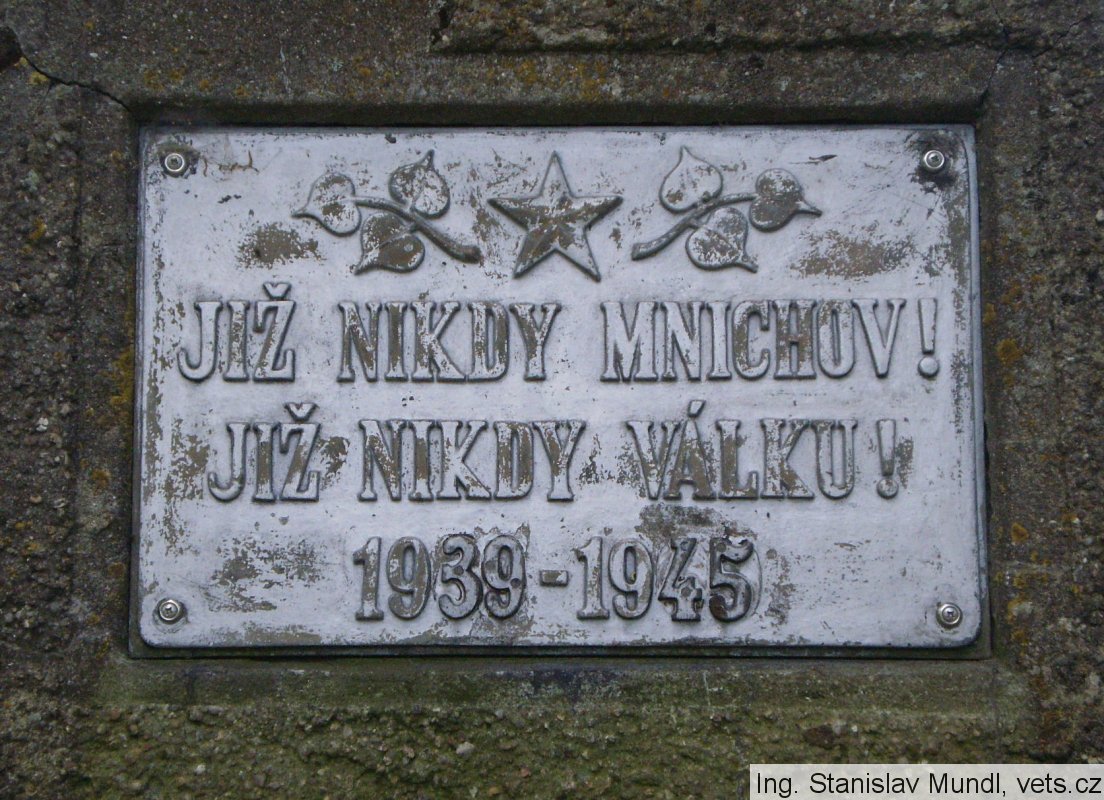 JIŽ NIKDY MNICHOV!
JIŽ NIKDY VÁLKU!
1939-1945
Ing. Stanislav Mundl, vets.cz